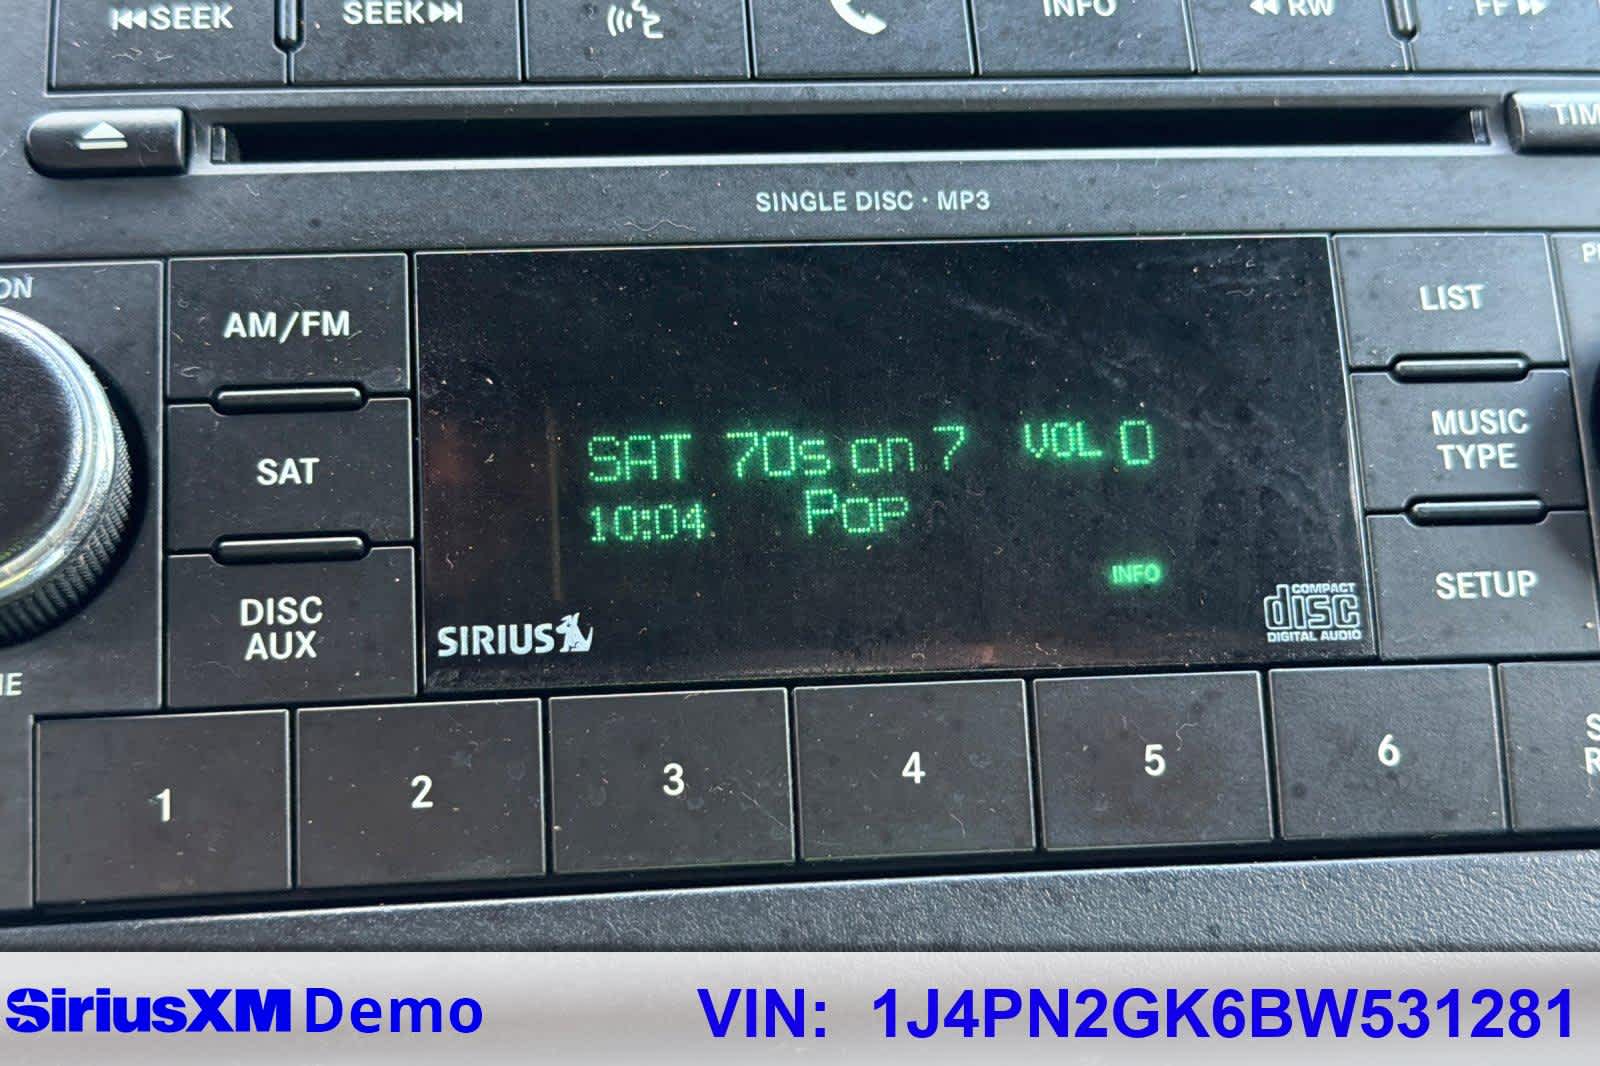 SEEK SEEK INFO RW FF
TIM
SINGLE DISC · MP3
ON
AM/FM
SAT
DISC
AUX
SAT 70s on 7 VOL 0
10:04 Pop
INFO
SIRIUS
COMPACT
disc
DIGITAL AUDIO
LIST
MUSIC
TYPE
SETUP
1 2 3 4 5 6
SiriusXM Demo VIN: 1J4PN2GK6BW531281